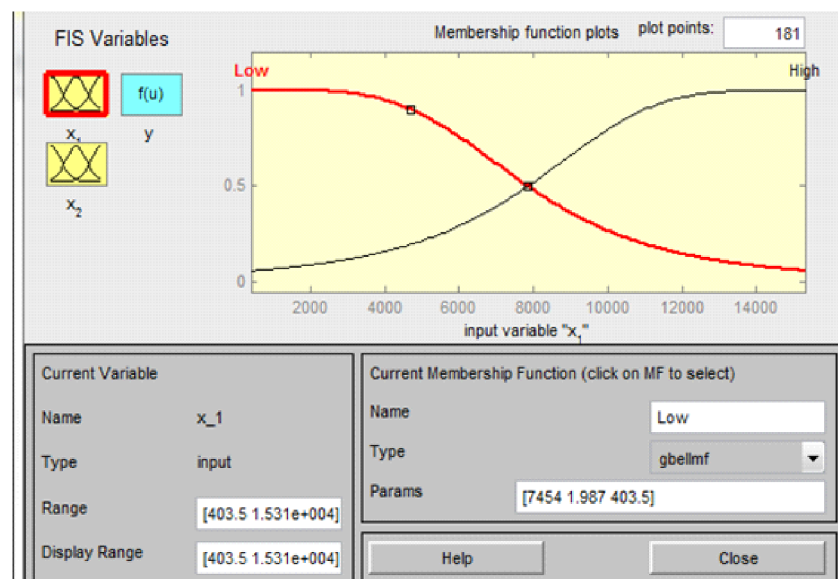 FIS Variables
Membership function plots
plot points:
181
f(u)
x_1
y
x_2
Low
High
1
0.5
0
2000 4000 6000 8000 10000 12000 14000
input variable "x_1"
Current Variable
Name x_1
Type input
Range [403.5 1.531e+004]
Display Range [403.5 1.531e+004]
Current Membership Function (click on MF to select)
Name Low
Type gbellmf
Params [7454 1.987 403.5]
Help Close